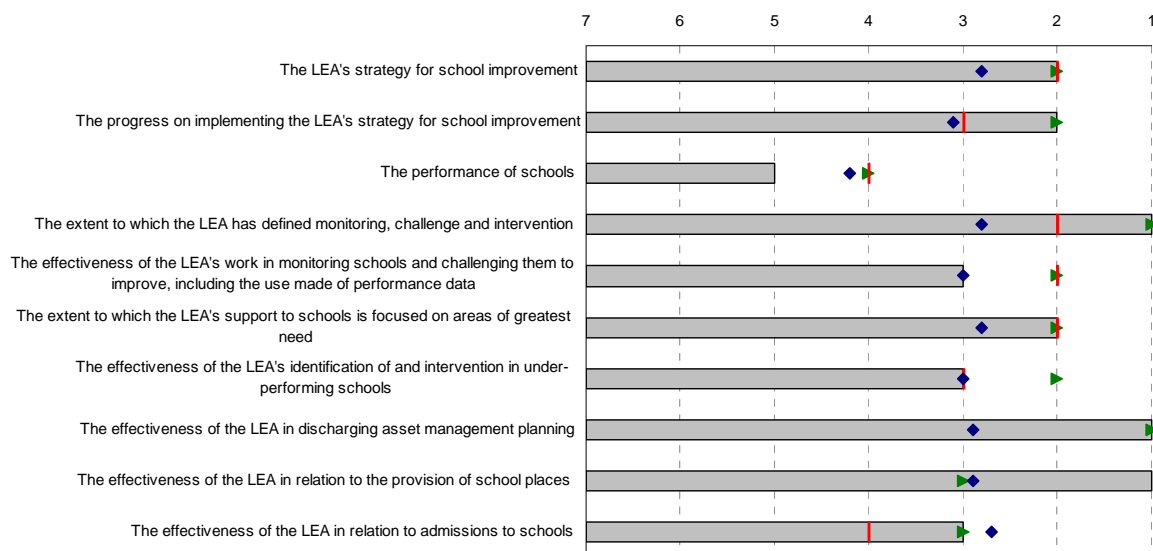 7 6 5 4 3 2 1
The LEA's strategy for school improvement
The progress on implementing the LEA's strategy for school improvement
The performance of schools
The extent to which the LEA has defined monitoring, challenge and intervention
The effectiveness of the LEA's work in monitoring schools and challenging them to
improve, including the use made of performance data
The extent to which the LEA's support to schools is focused on areas of greatest
need
The effectiveness of the LEA's identification of and intervention in under-
performing schools
The effectiveness of the LEA in discharging asset management planning
The effectiveness of the LEA in relation to the provision of school places
The effectiveness of the LEA in relation to admissions to schools